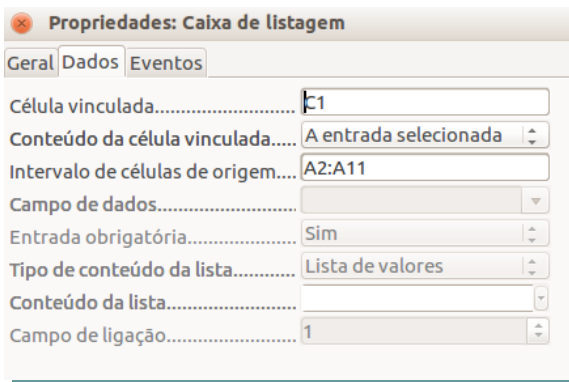 Propriedades: Caixa de listagem
Geral Dados Eventos
Célula vinculada.......................... C1
Conteúdo da célula vinculada..... A entrada selecionada
Intervalo de células de origem.... A2:A11
Campo de dados.........................
Entrada obrigatória.................... Sim
Tipo de conteúdo da lista............ Lista de valores
Conteúdo da lista........................
Campo de ligação........................ 1